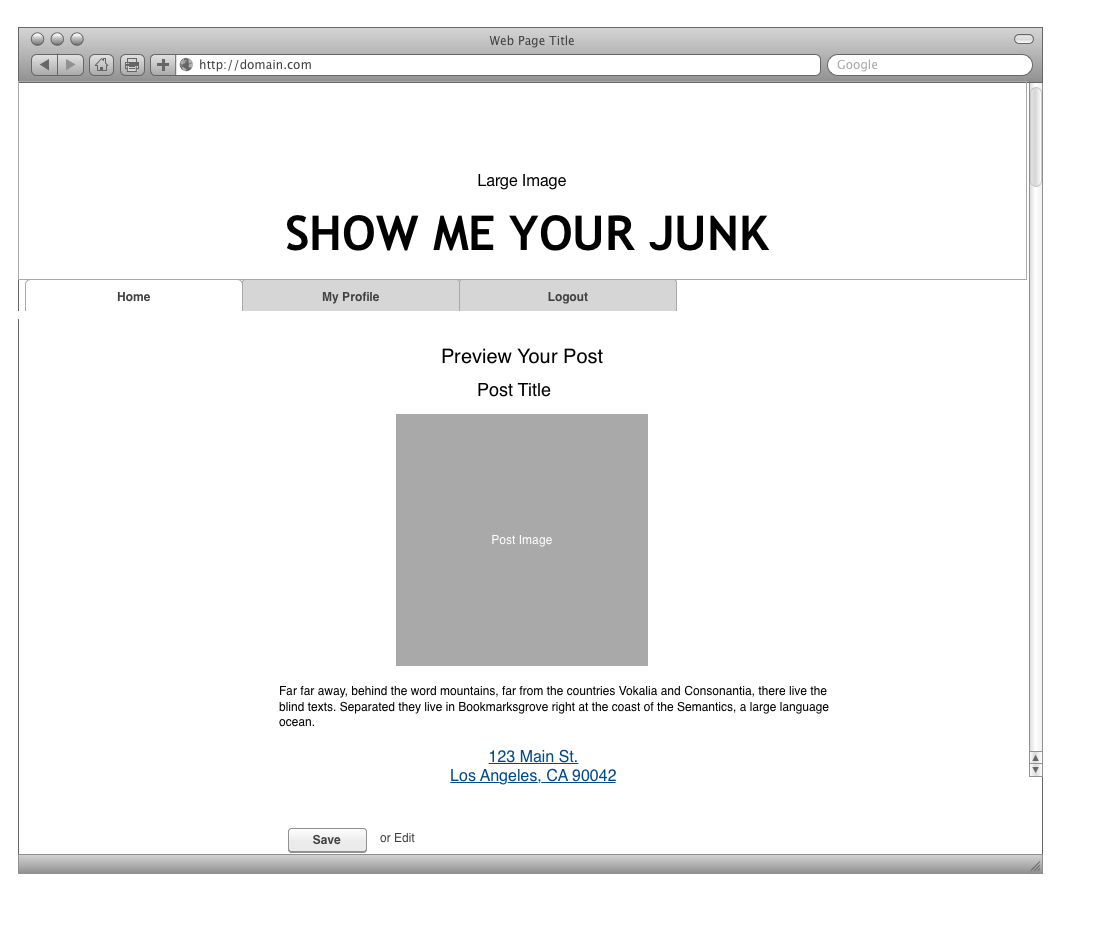 Web Page Title
http://domain.com
Google
Large Image
SHOW ME YOUR JUNK
Home
My Profile
Logout
Preview Your Post
Post Title
Post Image
Far far away, behind the word mountains, far from the countries Vokalia and Consonantia, there live the
blind texts. Separated they live in Bookmarksgrove right at the coast of the Semantics, a large language
ocean.
123 Main St.
Los Angeles, CA 90042
Save
or Edit